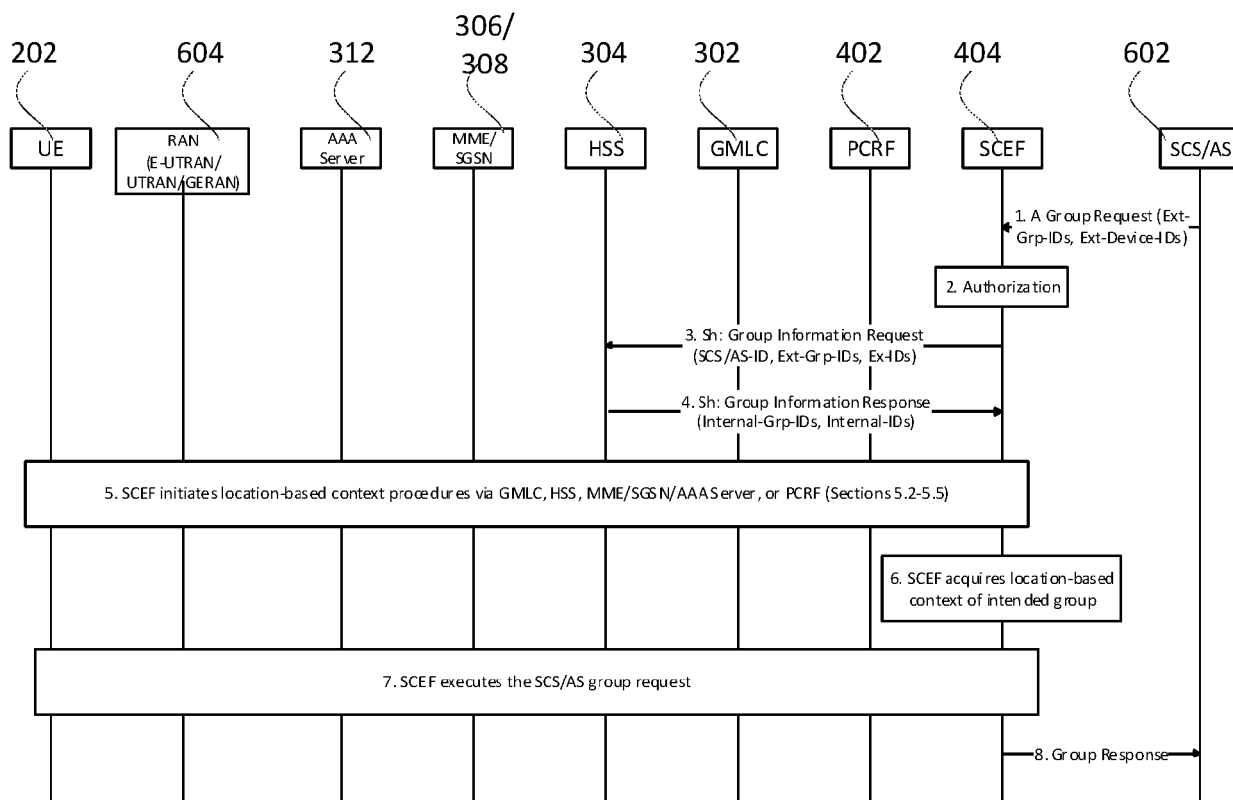 306/
202 604 312 308 304 302 402 404 602
UE
RAN
(E-UTRAN/
UTRAN/GERAN)
AAA
Server
MME/
SGSN
HSS
GMLC
PCRF
SCEF
SCS/AS
1. A Group Request (Ext-
Grp-IDs, Ext-Device-IDs)
2. Authorization
3. Sh: Group Information Request
(SCS/AS-ID, Ext-Grp-IDs, Ex-IDs)
4. Sh: Group Information Response
(Internal-Grp-IDs, Internal-IDs)
5. SCEF initiates location-based context procedures via GMLC, HSS, MME/SGSN/AAA Server, or PCRF (Sections 5.2-5.5)
6. SCEF acquires location-based
context of intended group
7. SCEF executes the SCS/AS group request
8. Group Response